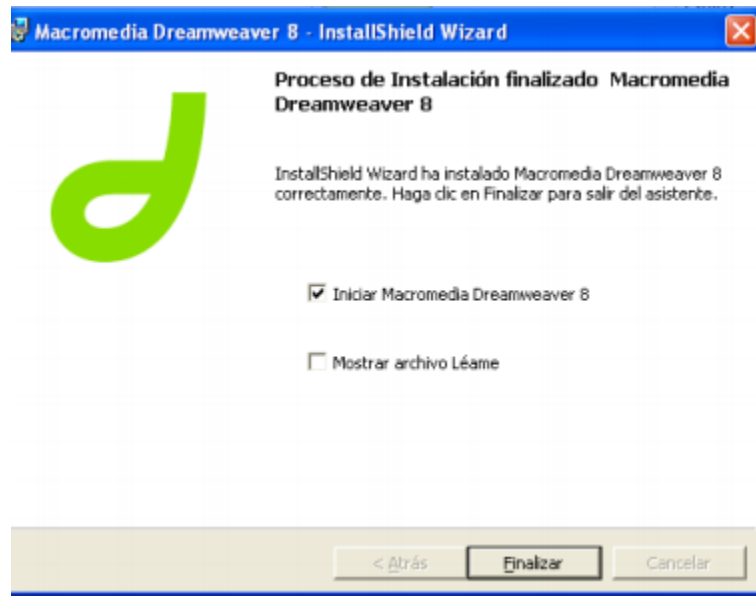 Macromedia Dreamweaver 8 - InstallShield Wizard
Proceso de Instalación finalizado Macromedia
Dreamweaver 8
InstallShield Wizard ha instalado Macromedia Dreamweaver 8
correctamente. Haga clic en Finalizar para salir del asistente.
Iniciar Macromedia Dreamweaver 8
Mostrar archivo Léame
< Atrás Finalizar Cancelar